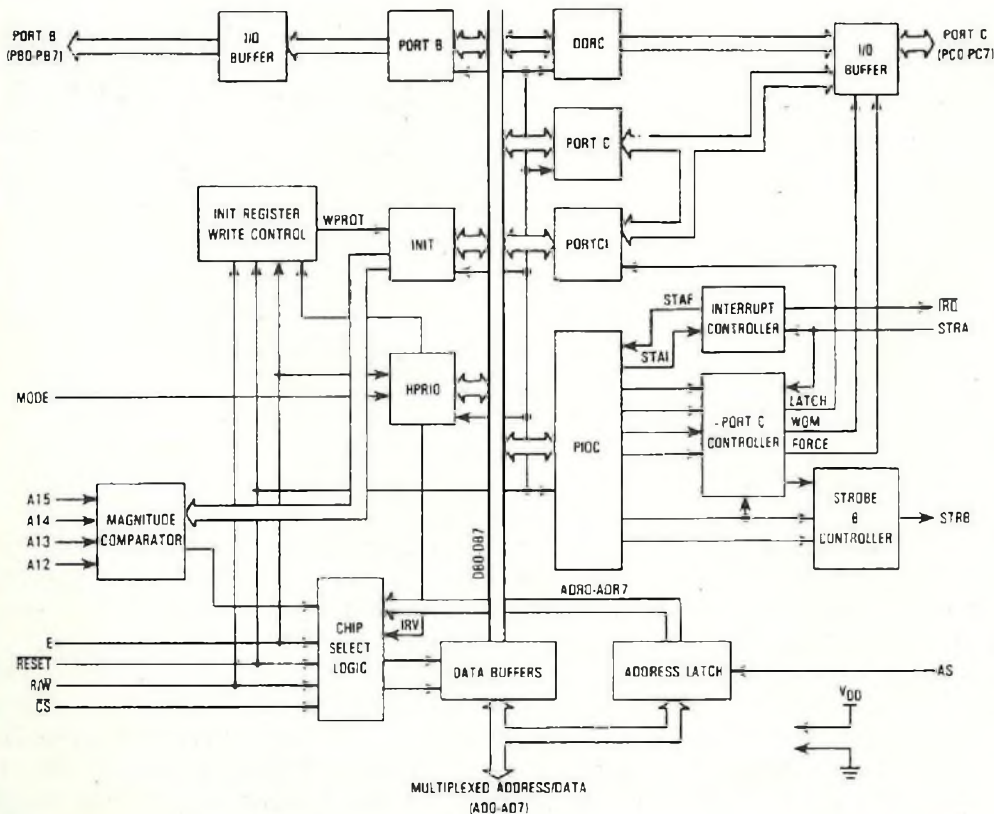 PORT B
(PB0-PB7)
I/O
BUFFER
PORT B
DDRC
I/O
BUFFER
PORT C
(PC0-PC7)
PORT C
INIT REGISTER
WRITE CONTROL
WPROT
INIT
PORTCl
STAF
INTERRUPT
CONTROLLER
IRQ
STRA
STAI
MODE
HPRIO
PIOC
PORT C
CONTROLLER
LATCH
WOM
FORCE
A15
A14
A13
A12
MAGNITUDE
COMPARATOR
STROBE
B
CONTROLLER
STRB
DB0-DB7
ADR0-ADR7
E
RESET
R/W
CS
CHIP
SELECT
LOGIC
IRV
DATA BUFFERS
ADDRESS LATCH
AS
VDD
MULTIPLEXED ADDRESS/DATA
(AD0-AD7)